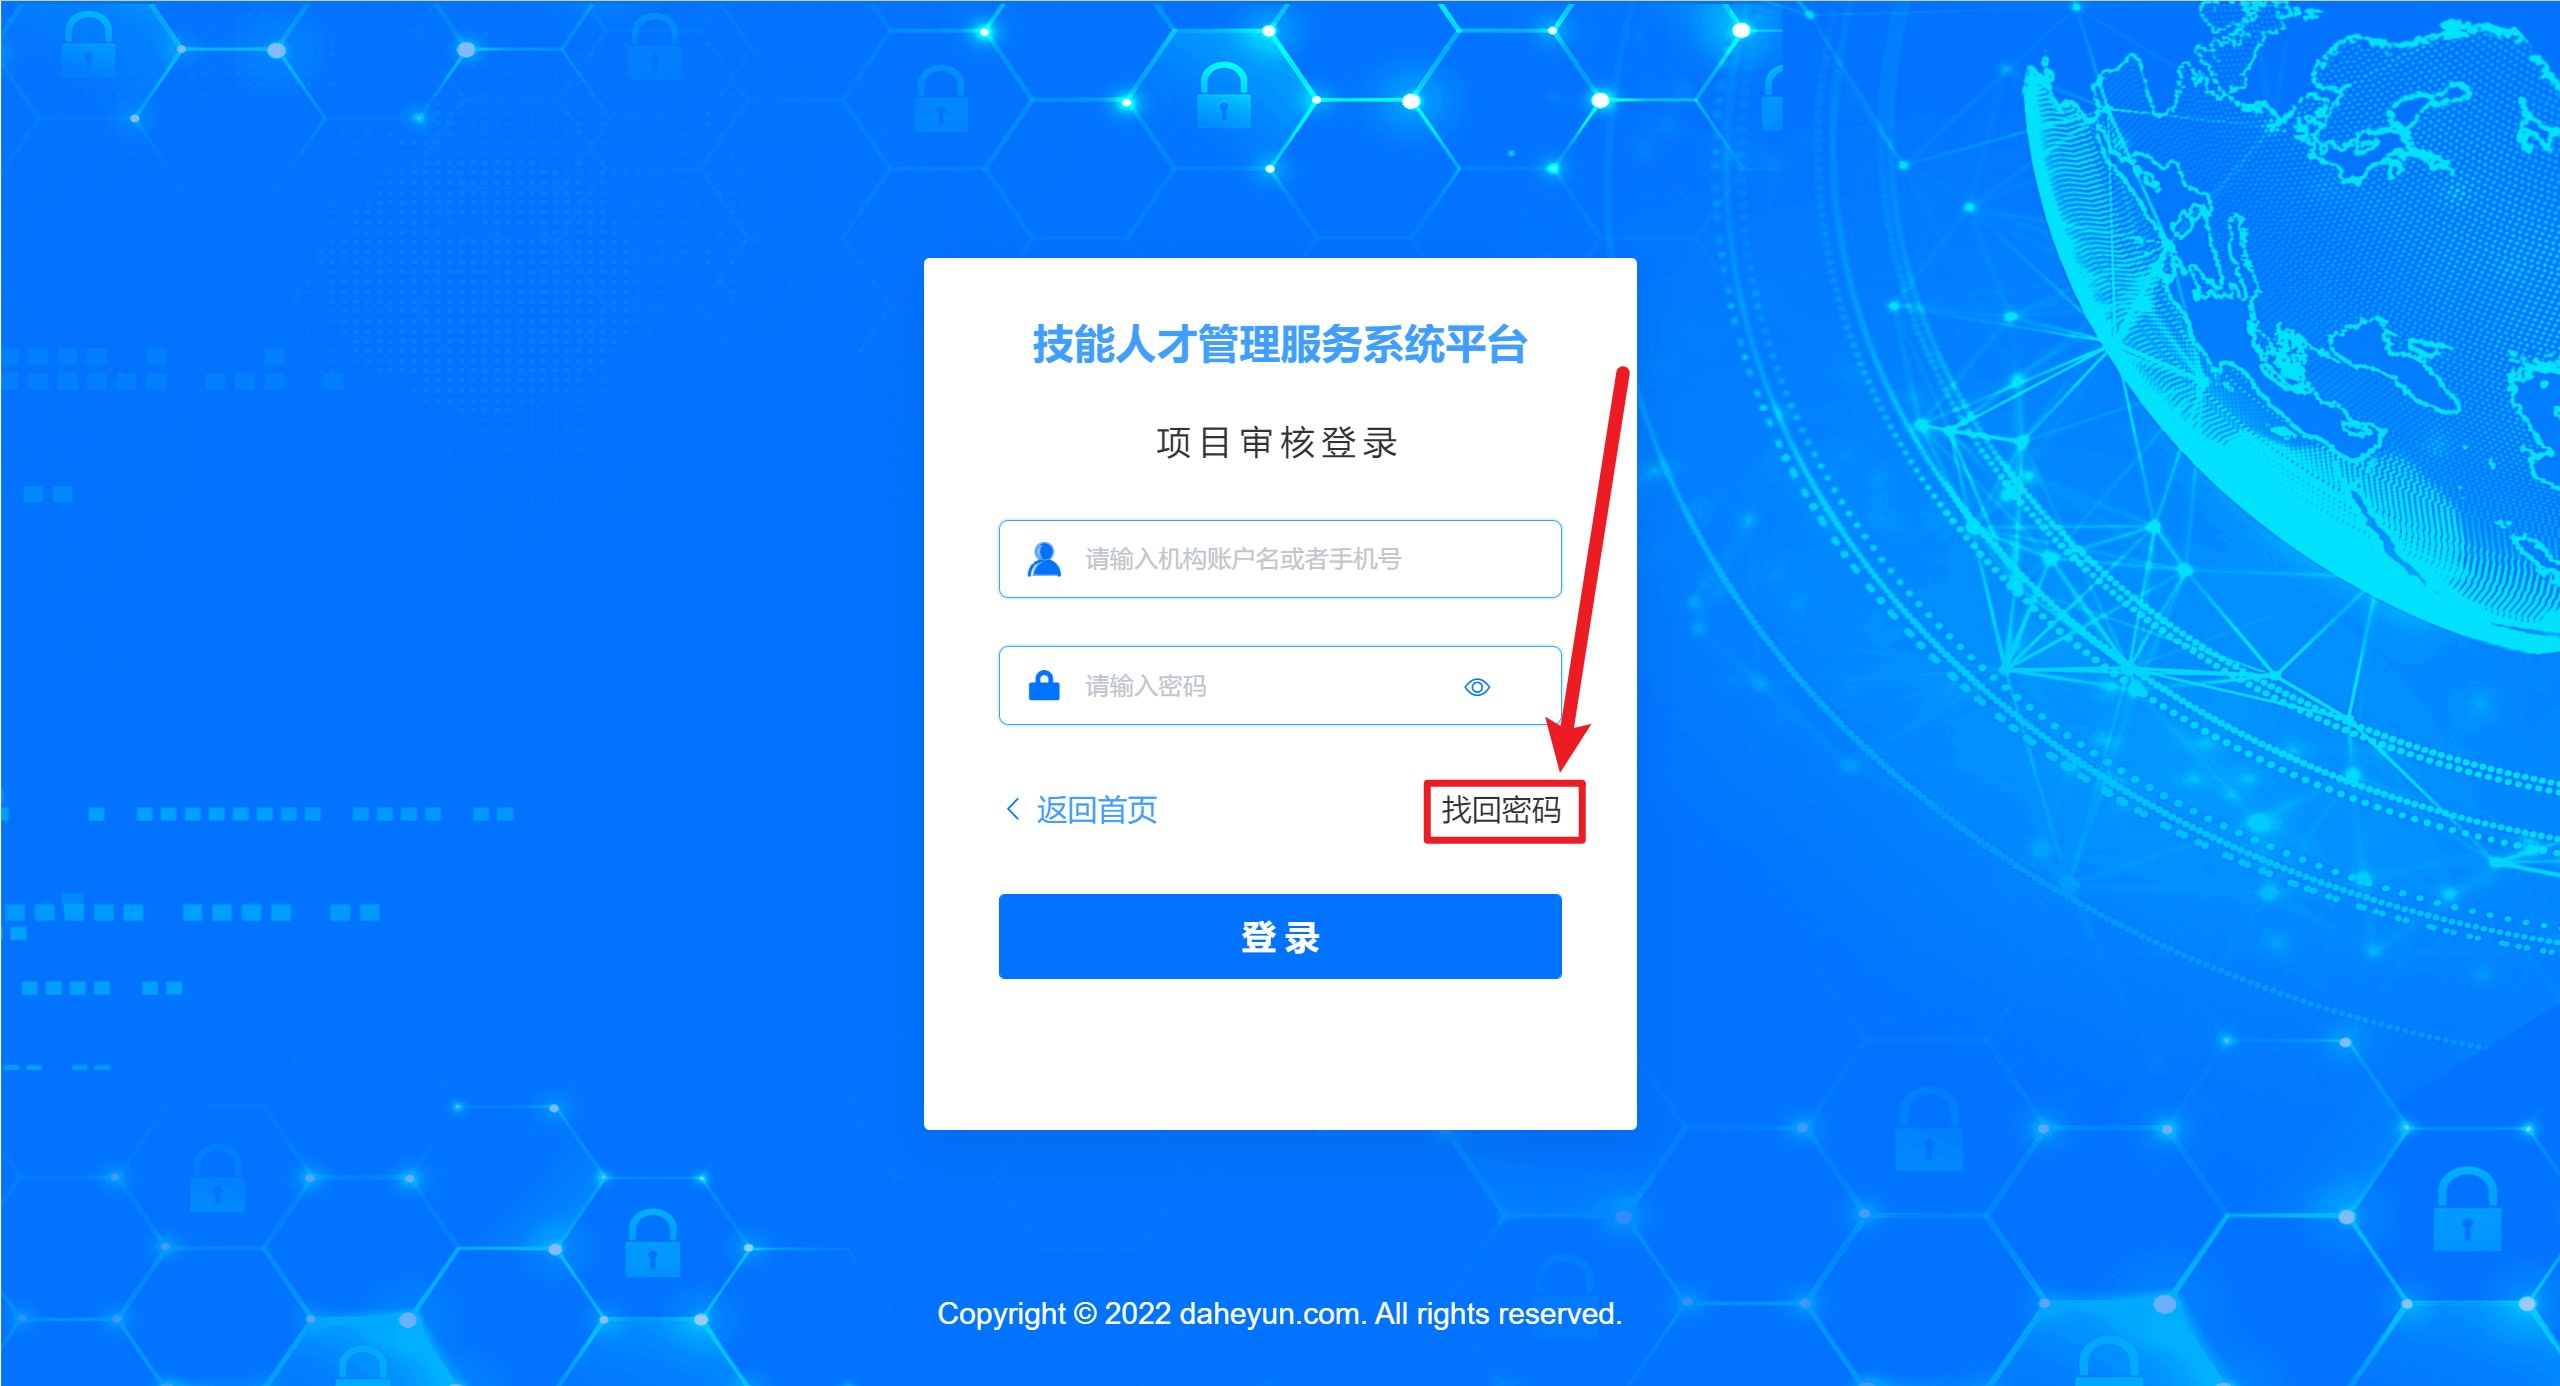 技能人才管理服务系统平台
项目审核登录
请输入机构账户名或者手机号
请输入密码
返回首页 找回密码
登录
Copyright © 2022 daheyun.com. All rights reserved.